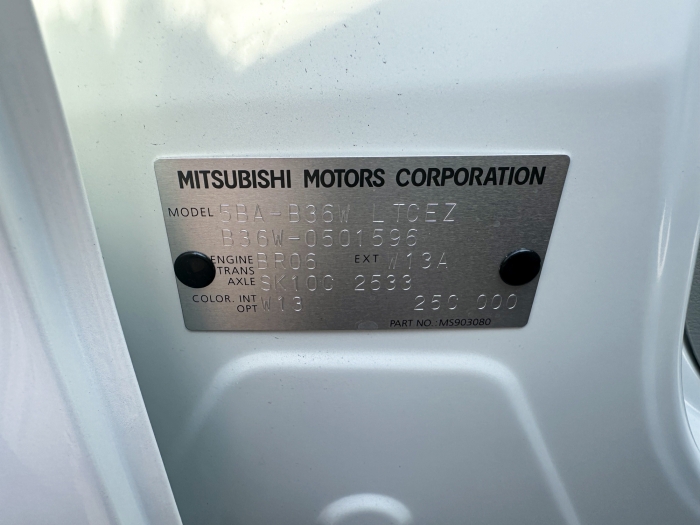 MITSUBISHI MOTORS CORPORATION
MODEL 5BA-B36W LTCEZ
B36W-0501596
ENGINE BR06 EXT W13A
TRANS AXLE SK10C 2533
COLOR. INT OPT W13 25C 000
PART NO : MS903080